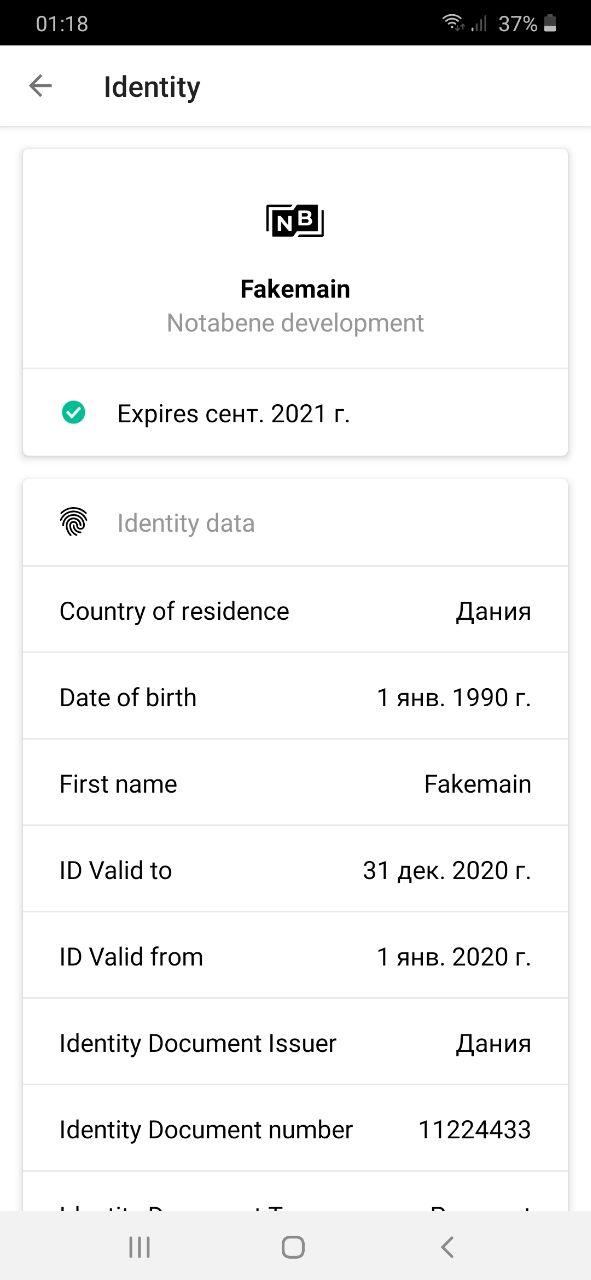 01:18 37%
Identity
NB
Fakemain
Notabene development
Expires сент. 2021 г.
Identity data
Country of residence Дания
Date of birth 1 янв. 1990 г.
First name Fakemain
ID Valid to 31 дек. 2020 г.
ID Valid from 1 янв. 2020 г.
Identity Document Issuer Дания
Identity Document number 11224433